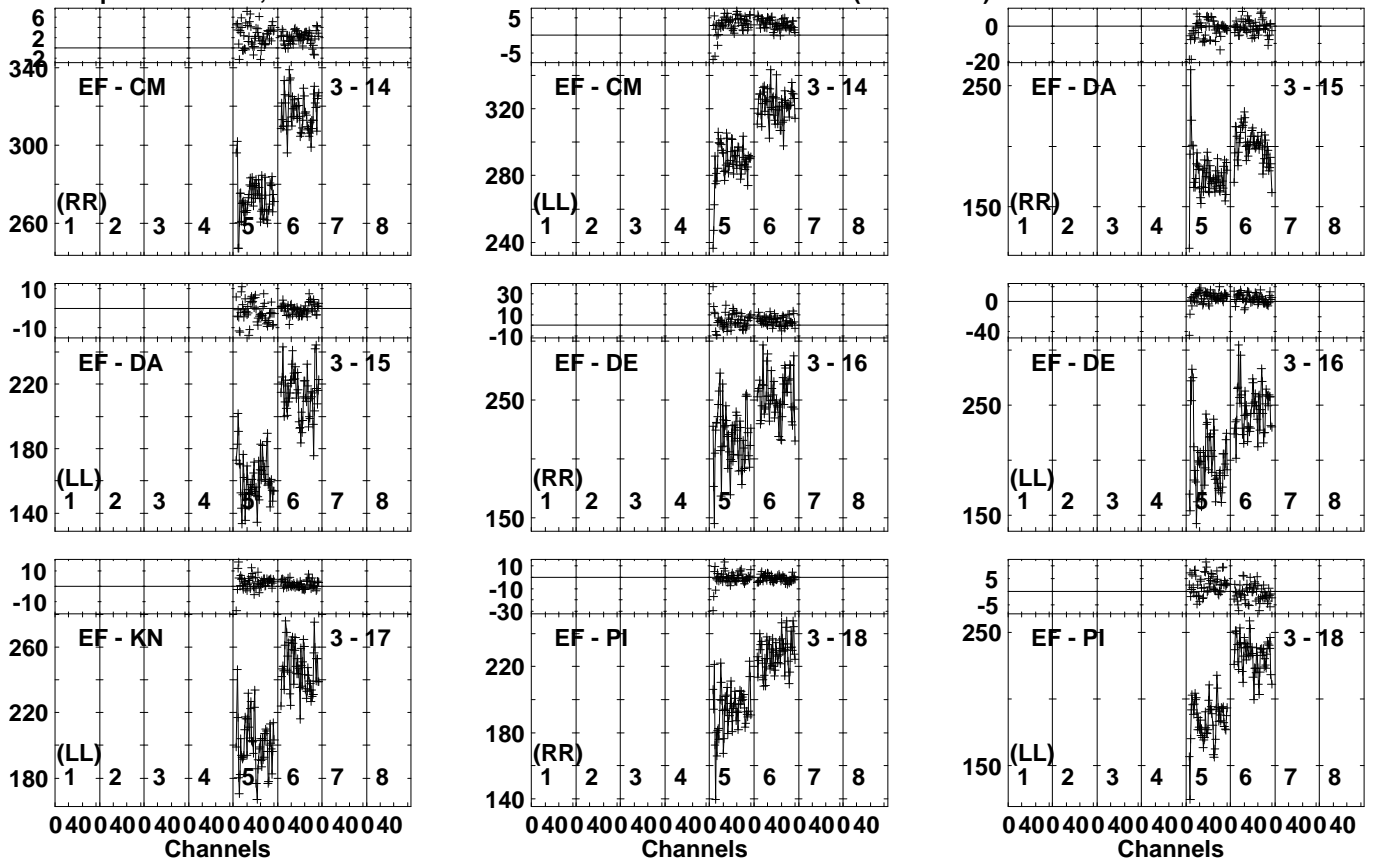 6
2
2
340
300
260
EF - CM
3 - 14
(RR)
1 2 3 4 5 6 7 8
5
-5
320
280
240
EF - CM
3 - 14
(LL)
1 2 3 4 5 6 7 8
0
-20
250
150
EF - DA
3 - 15
(RR)
1 2 3 4 5 6 7 8
10
-10
220
180
140
EF - DA
3 - 15
(LL)
1 2 3 4 5 6 7 8
30
10
-10
250
150
EF - DE
3 - 16
(RR)
1 2 3 4 5 6 7 8
0
-40
250
150
EF - DE
3 - 16
(LL)
1 2 3 4 5 6 7 8
10
-10
260
220
180
EF - KN
3 - 17
(LL)
1 2 3 4 5 6 7 8
10
-10
-30
220
180
140
EF - PI
3 - 18
(RR)
1 2 3 4 5 6 7 8
5
-5
250
150
EF - PI
3 - 18
(LL)
1 2 3 4 5 6 7 8
0 40 0 40 0 40 0 40 0 40 0 40 0 40 0 40
Channels
0 40 0 40 0 40 0 40 0 40 0 40 0 40 0 40
Channels
0 40 0 40 0 40 0 40 0 40 0 40 0 40 0 40
Channels